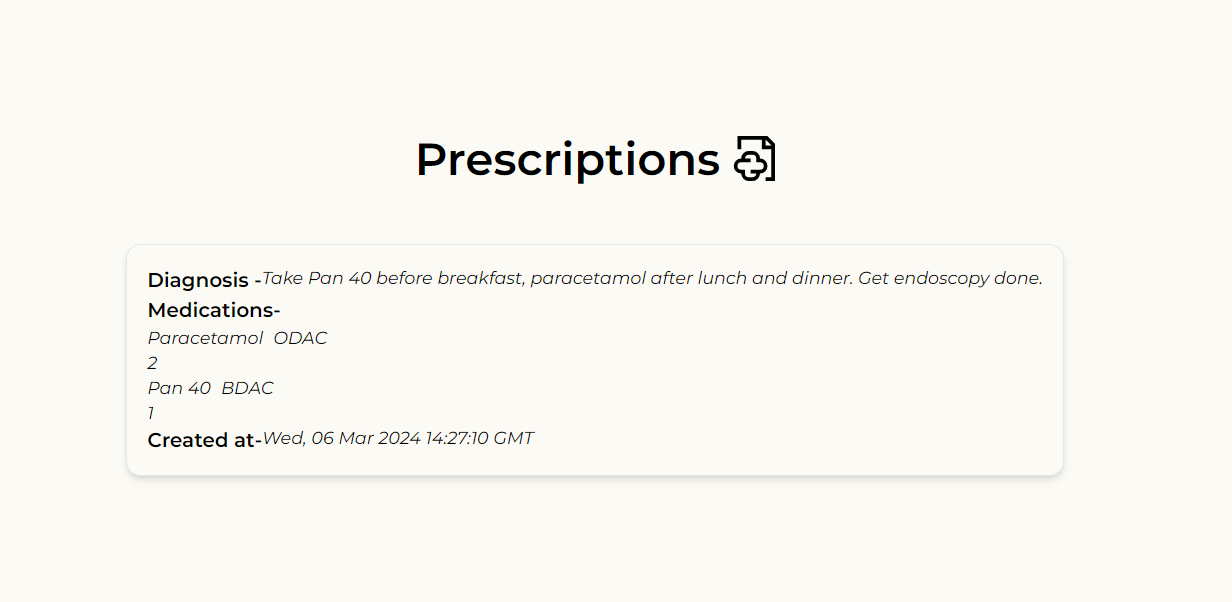 Prescriptions
Diagnosis -Take Pan 40 before breakfast, paracetamol after lunch and dinner. Get endoscopy done.
Medications-
Paracetamol ODAC
2
Pan 40 BDAC
1
Created at-Wed, 06 Mar 2024 14:27:10 GMT